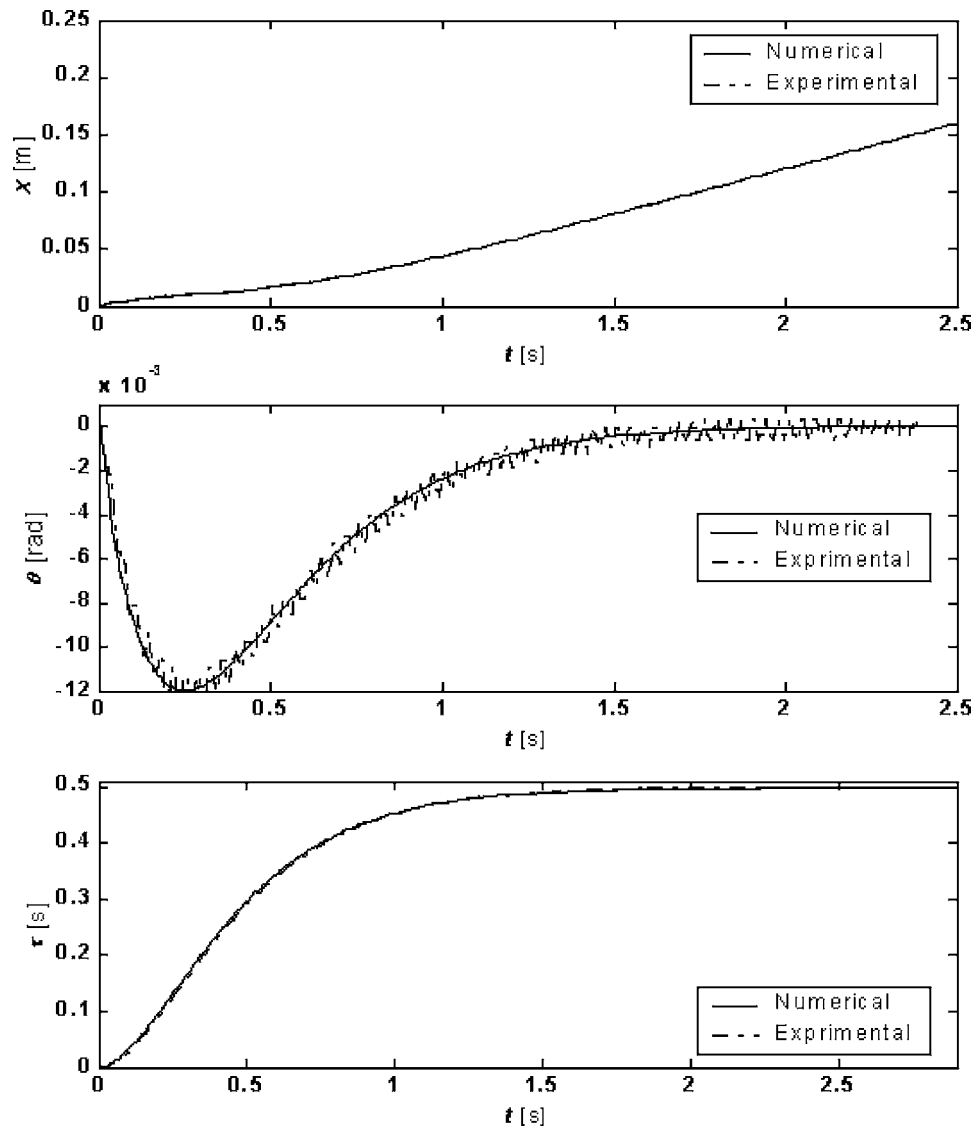 0.25
0.2
0.15
0.1
0.05
0
X [m]
Numerical
Experimental
0 0.5 1 1.5 2 2.5
t [s]
x 10⁻³
0
-2
-4
-6
-8
-10
-12
θ [rad]
Numerical
Exprimental
0 0.5 1 1.5 2 2.5
t [s]
0.5
0.4
0.3
0.2
0.1
0
τ [s]
Numerical
Exprimental
0 0.5 1 1.5 2 2.5
t [s]